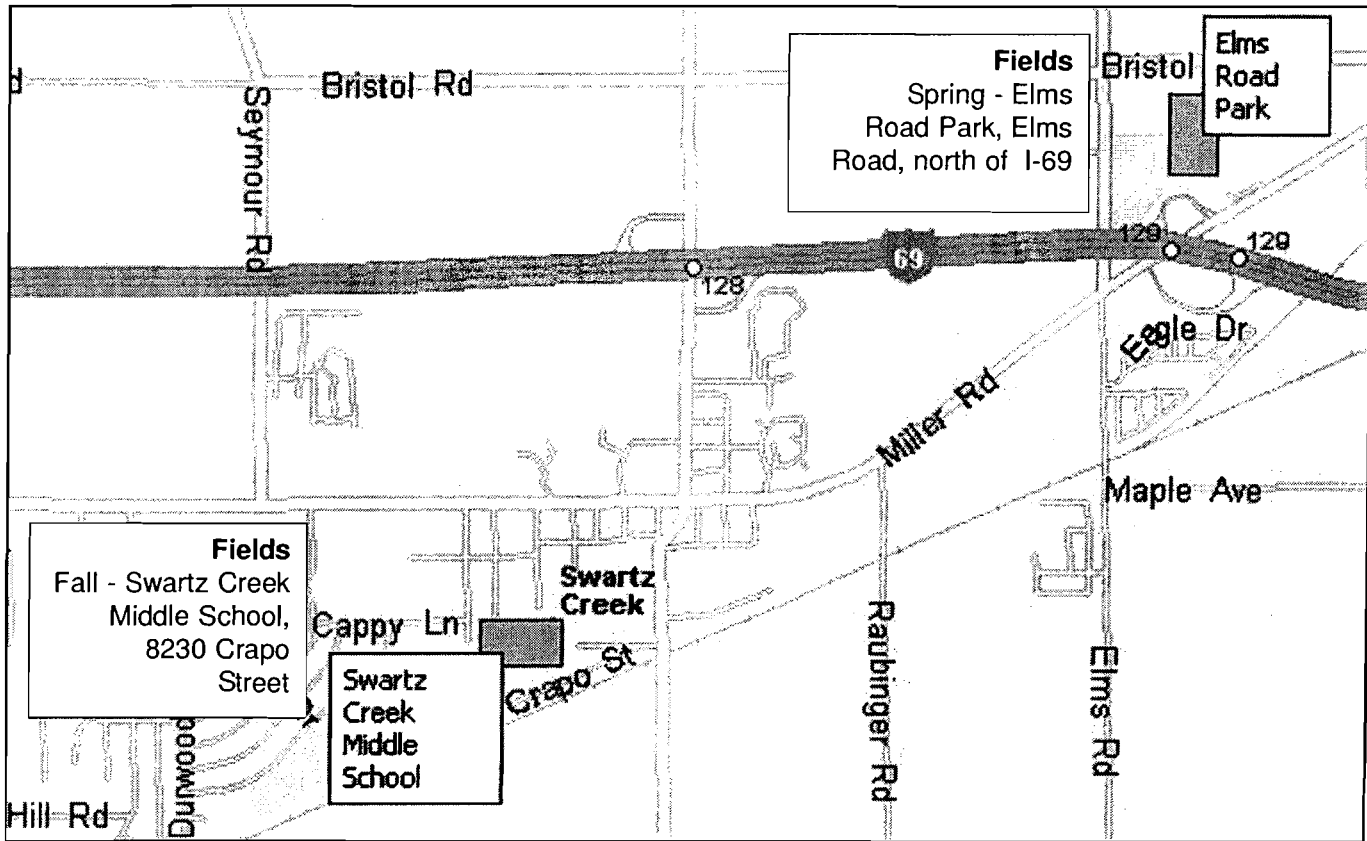 Fields
Spring - Elms
Road Park, Elms
Road, north of I-69
Elms
Road
Park
Bristol
Bristol Rd
d
Seymour Rd
69
128
129
129
Eagle Dr
Miller Rd
Maple Ave
Fields
Fall - Swartz Creek
Middle School,
8230 Crapo
Street
Swartz
Creek
Cappy Ln
Crapo St
Swartz
Creek
Middle
School
Raubinger Rd
Elms Rd
Hill Rd
Durwood